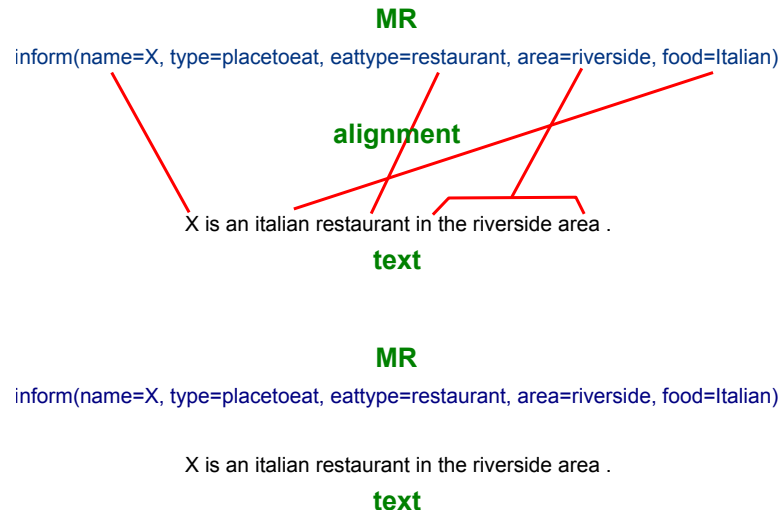 MR
inform(name=X, type=placetoeat, eattype=restaurant, area=riverside, food=Italian)
alignment
X is an italian restaurant in the riverside area .
text
MR
inform(name=X, type=placetoeat, eattype=restaurant, area=riverside, food=Italian)
X is an italian restaurant in the riverside area .
text